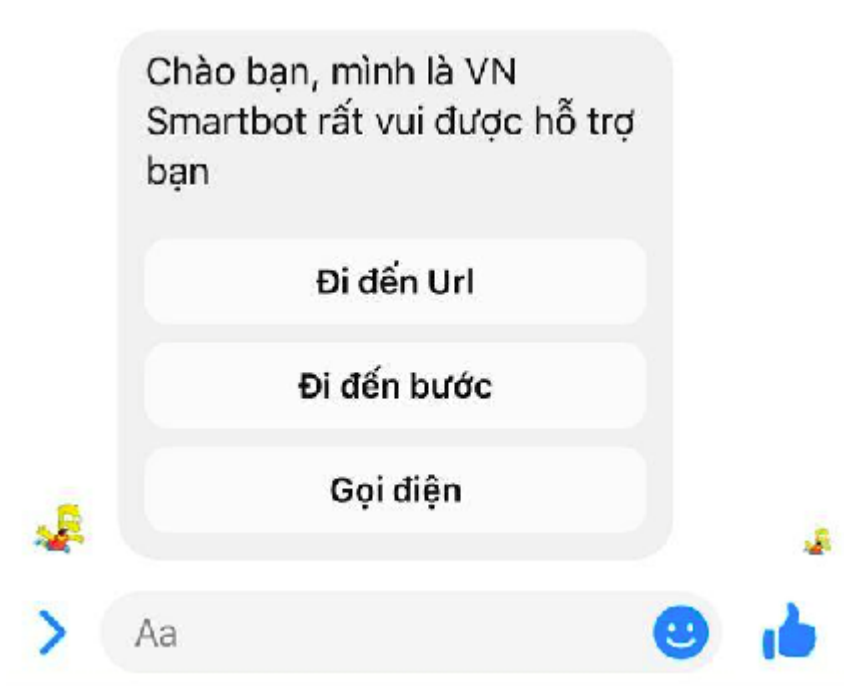 Chào bạn, mình là VN
Smartbot rất vui được hỗ trợ
bạn
Đi đến Url
Đi đến bước
Gọi điện
Aa